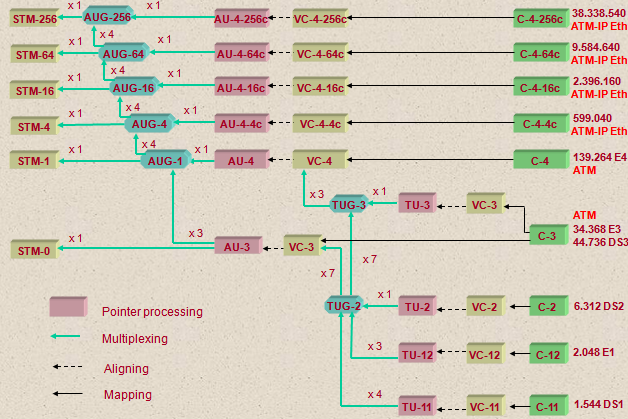 STM-256 x 1 AUG-256 x 1 AU-4-256c VC-4-256c C-4-256c 38.338.540
ATM-IP Eth
x 4
STM-64 x 1 AUG-64 x 1 AU-4-64c VC-4-64c C-4-64c 9.584.640
ATM-IP Eth
x 4
STM-16 x 1 AUG-16 x 1 AU-4-16c VC-4-16c C-4-16c 2.396.160
ATM-IP Eth
x 4
STM-4 x 1 AUG-4 x 1 AU-4-4c VC-4-4c C-4-4c 599.040
ATM-IP Eth
x 4
STM-1 x 1 AUG-1 x 1 AU-4 VC-4 C-4 139.264 E4
ATM
x 3 TUG-3 x 1 TU-3 VC-3
ATM
C-3 34.368 E3
44.736 DS3
STM-0 x 1 x 3 AU-3 VC-3
x 7 x 7
TUG-2 x 1 TU-2 VC-2 C-2 6.312 DS2
x 3 TU-12 VC-12 C-12 2.048 E1
x 4 TU-11 VC-11 C-11 1.544 DS1
Pointer processing
Multiplexing
Aligning
Mapping